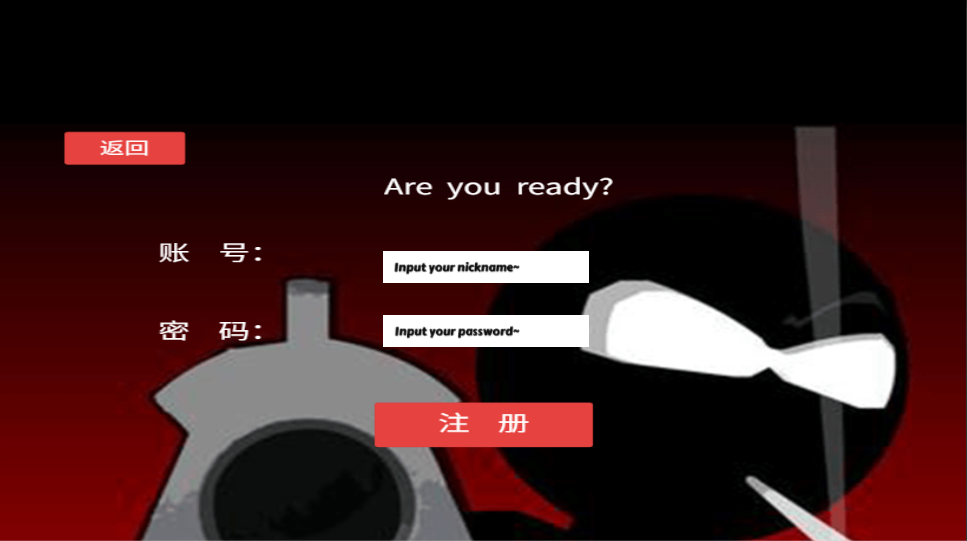 返回
Are you ready?
账 号：
Input your nickname~
密 码：
Input your password~
注 册